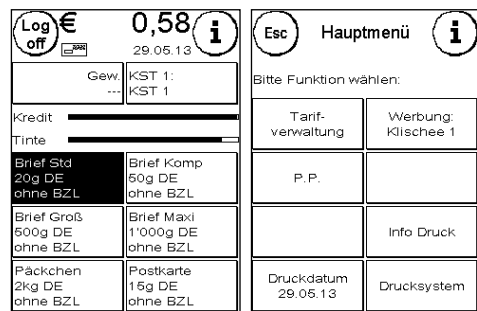 Log
off
€
0,58
i
29.05.13
Gew.
---
KST 1:
KST 1
Kredit
Tinte
Brief Std
20g DE
ohne BZL
Brief Komp
50g DE
ohne BZL
Brief Groß
500g DE
ohne BZL
Brief Maxi
1'000g DE
ohne BZL
Päckchen
2kg DE
ohne BZL
Postkarte
15g DE
ohne BZL
Esc
Hauptmenü
i
Bitte Funktion wählen:
Tarif-
verwaltung
Werbung:
Klischee 1
P.P.
Info Druck
Druckdatum
29.05.13
Drucksystem